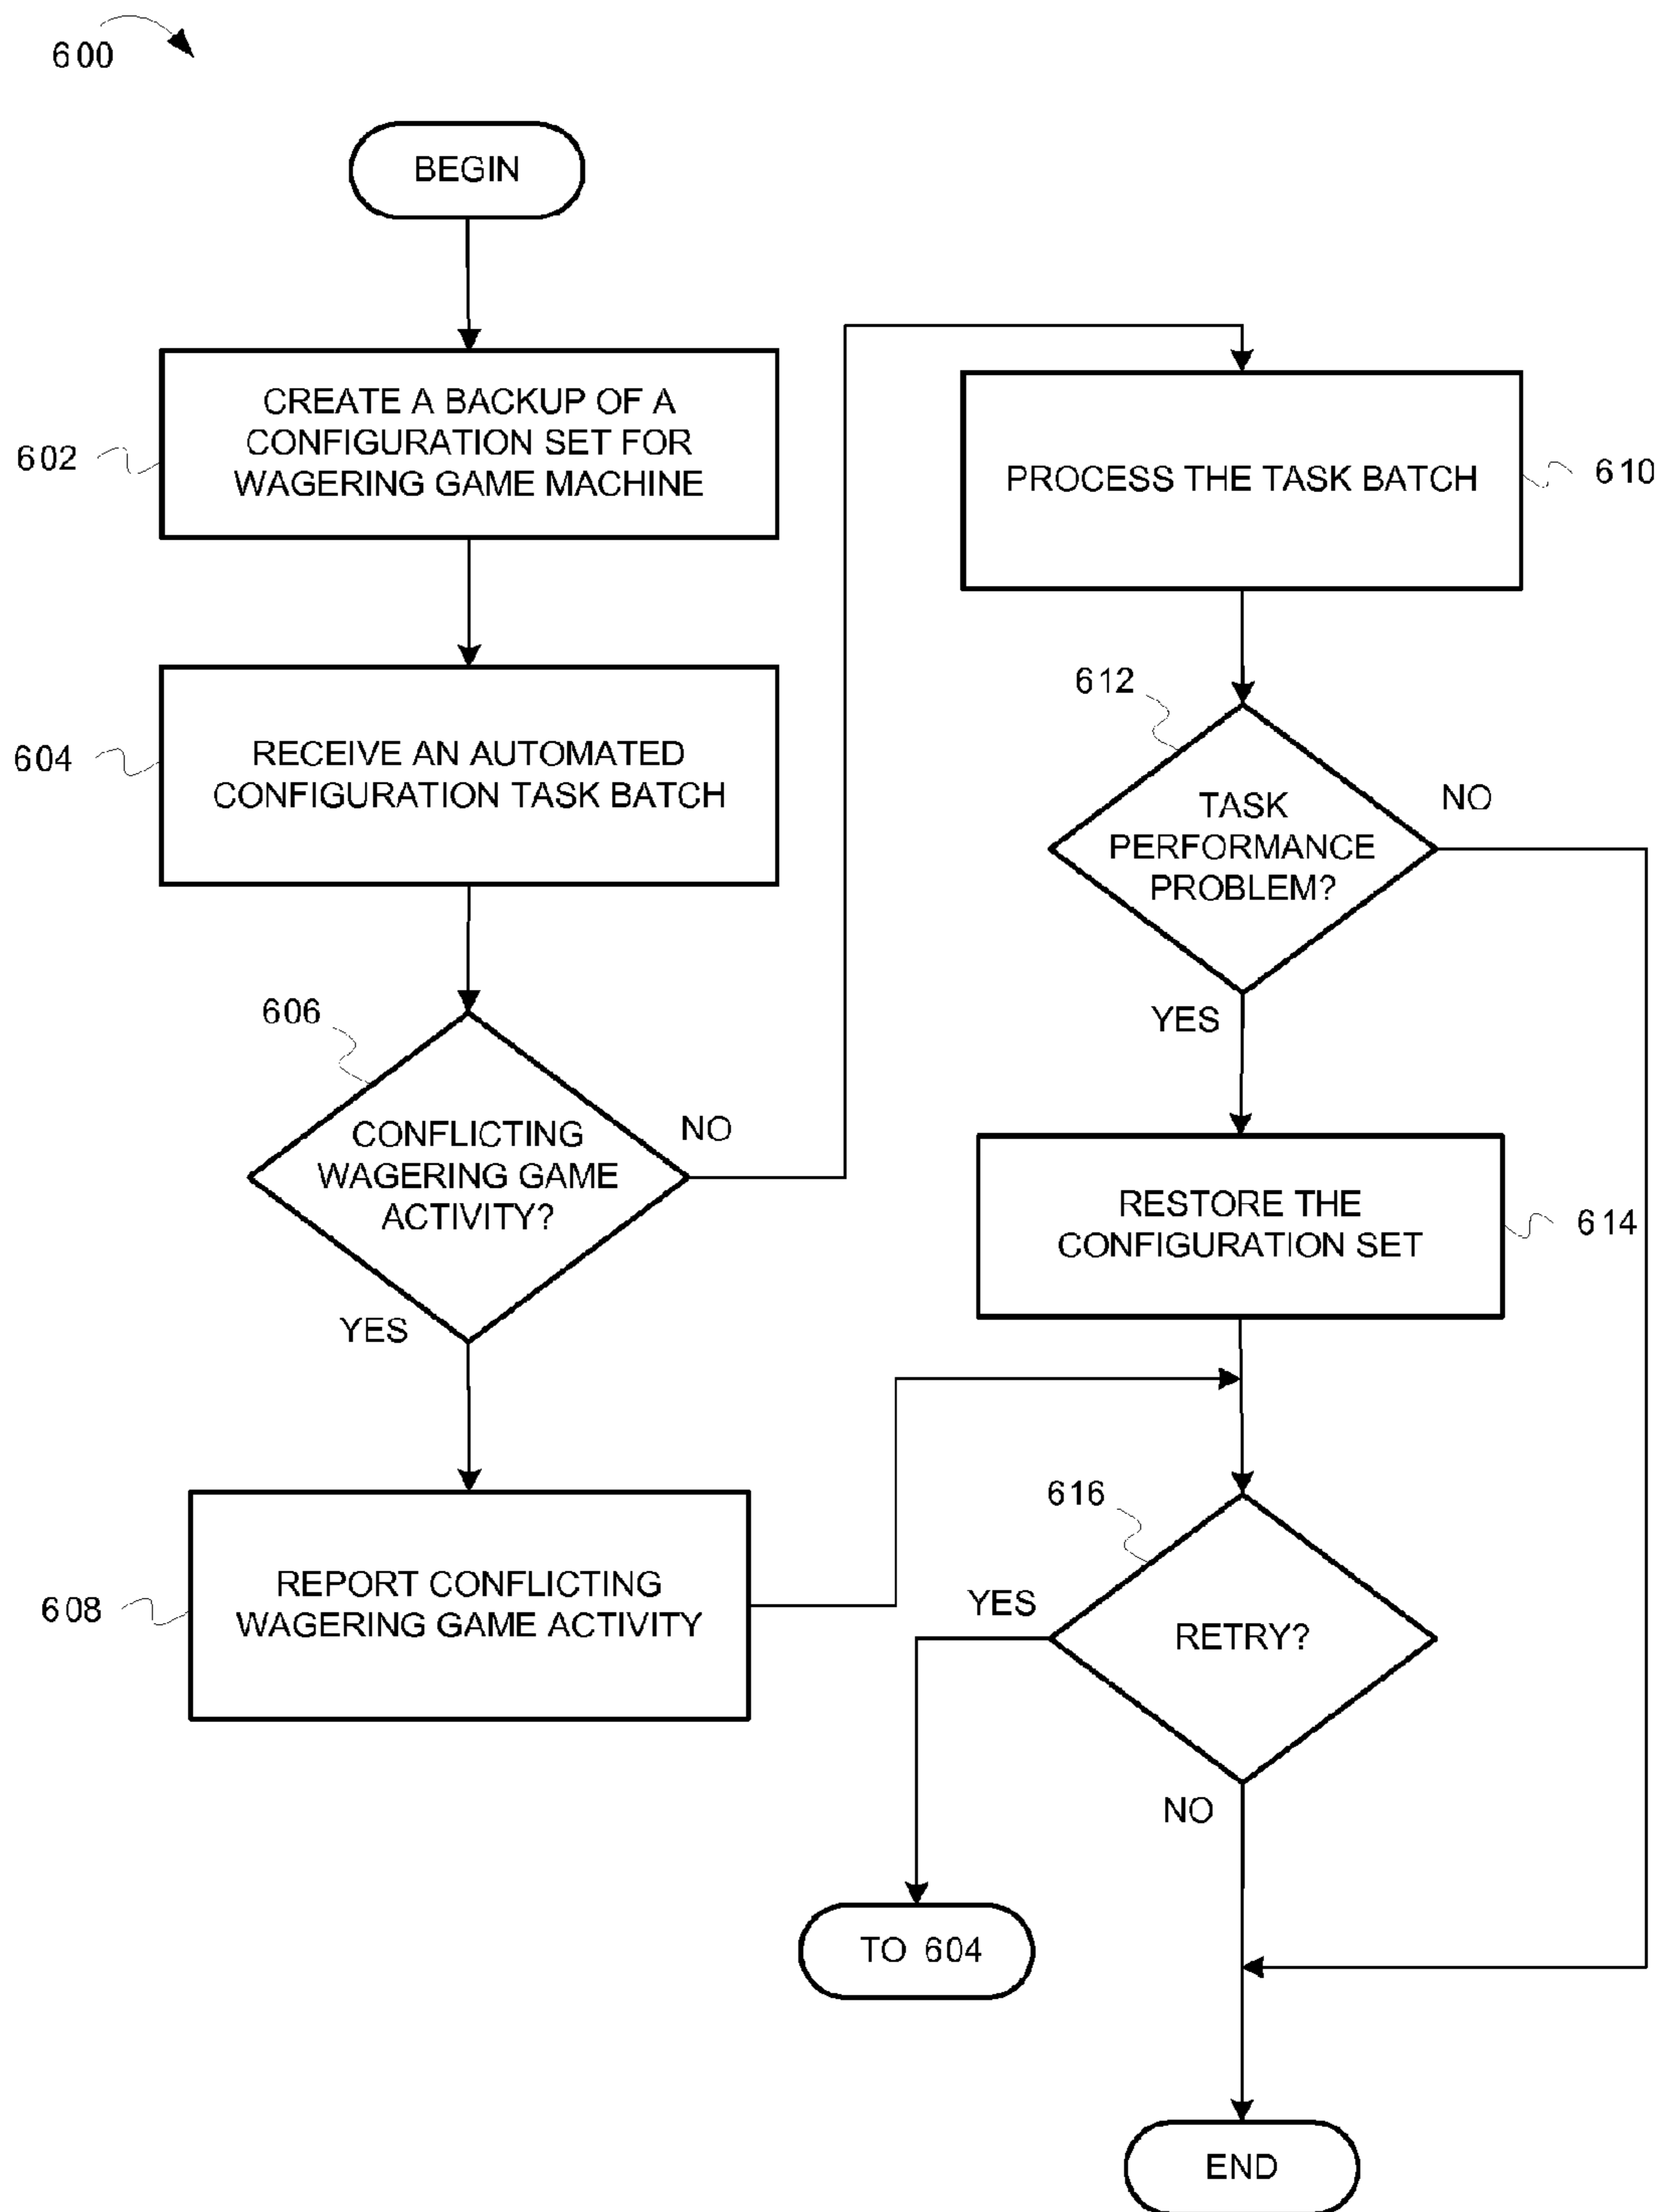 600
BEGIN
602
CREATE A BACKUP OF A
CONFIGURATION SET FOR
WAGERING GAME MACHINE
604
RECEIVE AN AUTOMATED
CONFIGURATION TASK BATCH
606
CONFLICTING
WAGERING GAME
ACTIVITY?
NO
YES
608
REPORT CONFLICTING
WAGERING GAME ACTIVITY
PROCESS THE TASK BATCH
610
612
TASK
PERFORMANCE
PROBLEM?
NO
YES
RESTORE THE
CONFIGURATION SET
614
616
RETRY?
YES
NO
TO 604
END